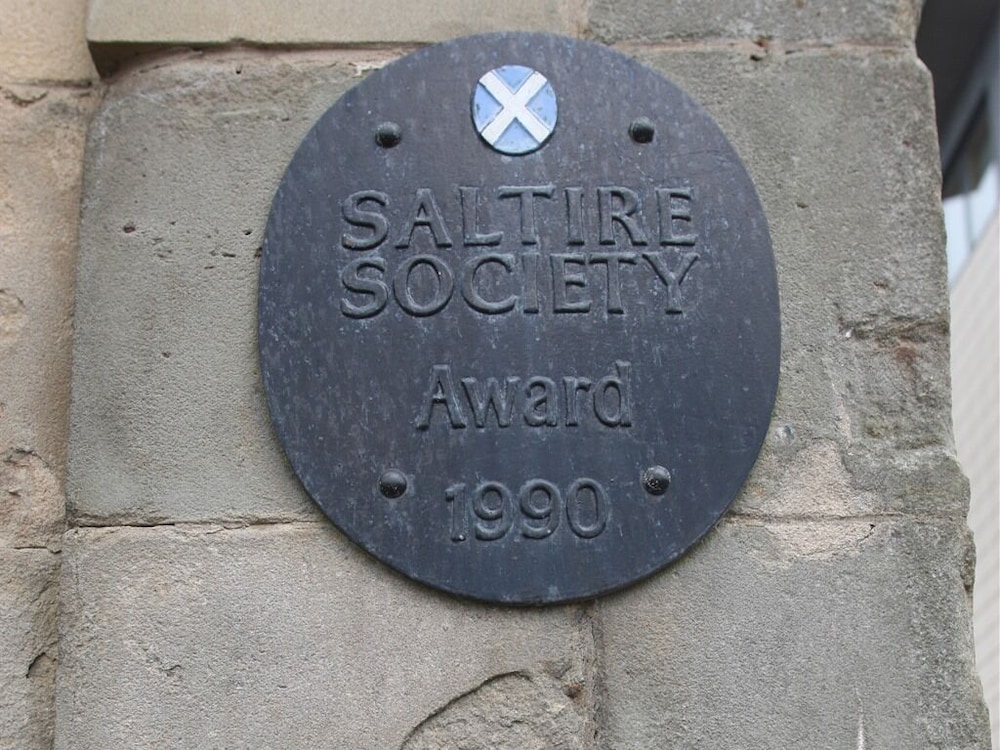 SALTIRE
SOCIETY
Award
1990